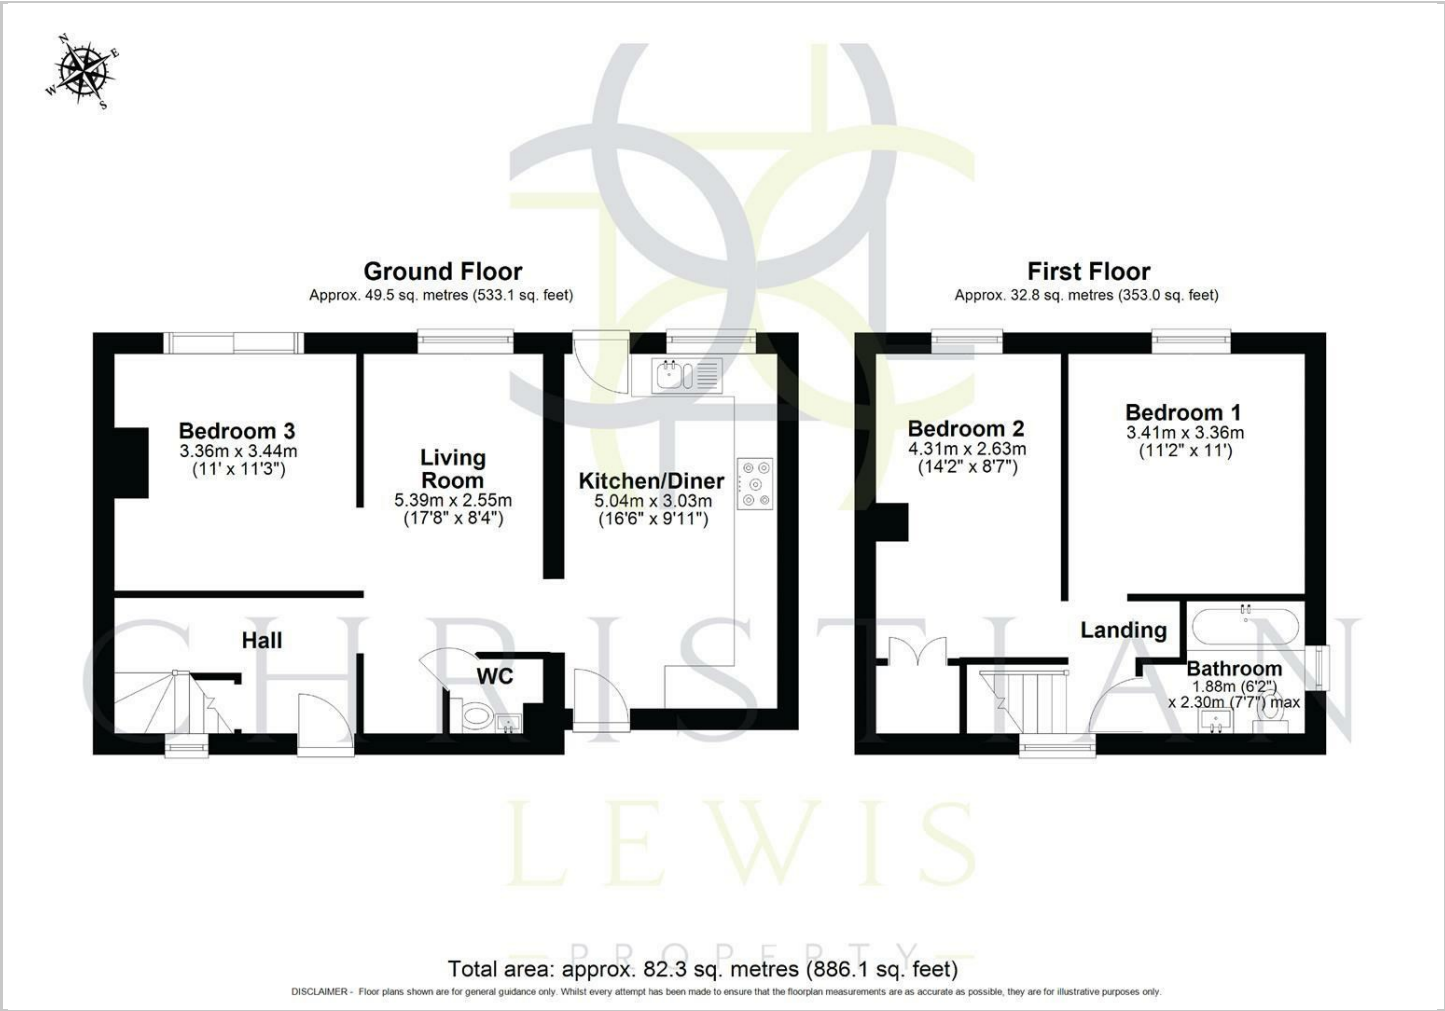 N
E
W
S
Ground Floor
Approx. 49.5 sq. metres (533.1 sq. feet)
First Floor
Approx. 32.8 sq. metres (353.0 sq. feet)
Bedroom 3
3.36m x 3.44m
(11' x 11'3")
Living
Room
5.39m x 2.55m
(17'8" x 8'4")
Kitchen/Diner
5.04m x 3.03m
(16'6" x 9'11")
Hall
WC
Bedroom 2
4.31m x 2.63m
(14'2" x 8'7")
Bedroom 1
3.41m x 3.36m
(11'2" x 11')
Landing
Bathroom
1.88m (6'2")
x 2.30m (7'7") max
CHRISTIAN
LEWIS
PROPERTY
Total area: approx. 82.3 sq. metres (886.1 sq. feet)
DISCLAIMER - Floor plans shown are for general guidance only. Whilst every attempt has been made to ensure that the floorplan measurements are as accurate as possible, they are for illustrative purposes only.